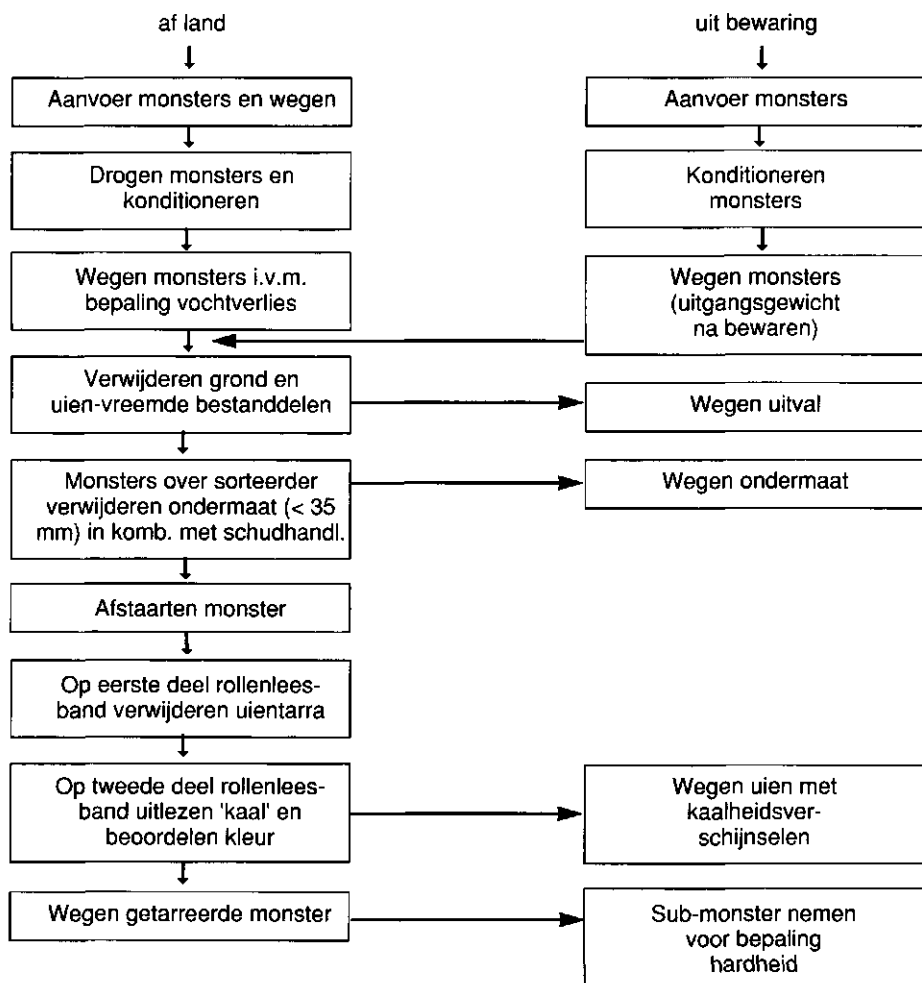 af land
Aanvoer monsters en wegen
Drogen monsters en
konditioneren
Wegen monsters i.v.m.
bepaling vochtverlies
uit bewaring
Aanvoer monsters
Konditioneren
monsters
Wegen monsters
(uitgangsgewicht
na bewaren)
Verwijderen grond en
uien-vreemde bestanddelen
Wegen uitval
Monsters over sorteerder
verwijderen ondermaat (< 35
mm) in komb. met schudhandl.
Wegen ondermaat
Afstaarten monster
Op eerste deel rollenlees-
band verwijderen uientarra
Op tweede deel rollenlees-
band uitlezen 'kaal' en
beoordelen kleur
Wegen uien met
kaalheidsver-
schijnselen
Wegen getarreerde monster
Sub-monster nemen
voor bepaling
hardheid